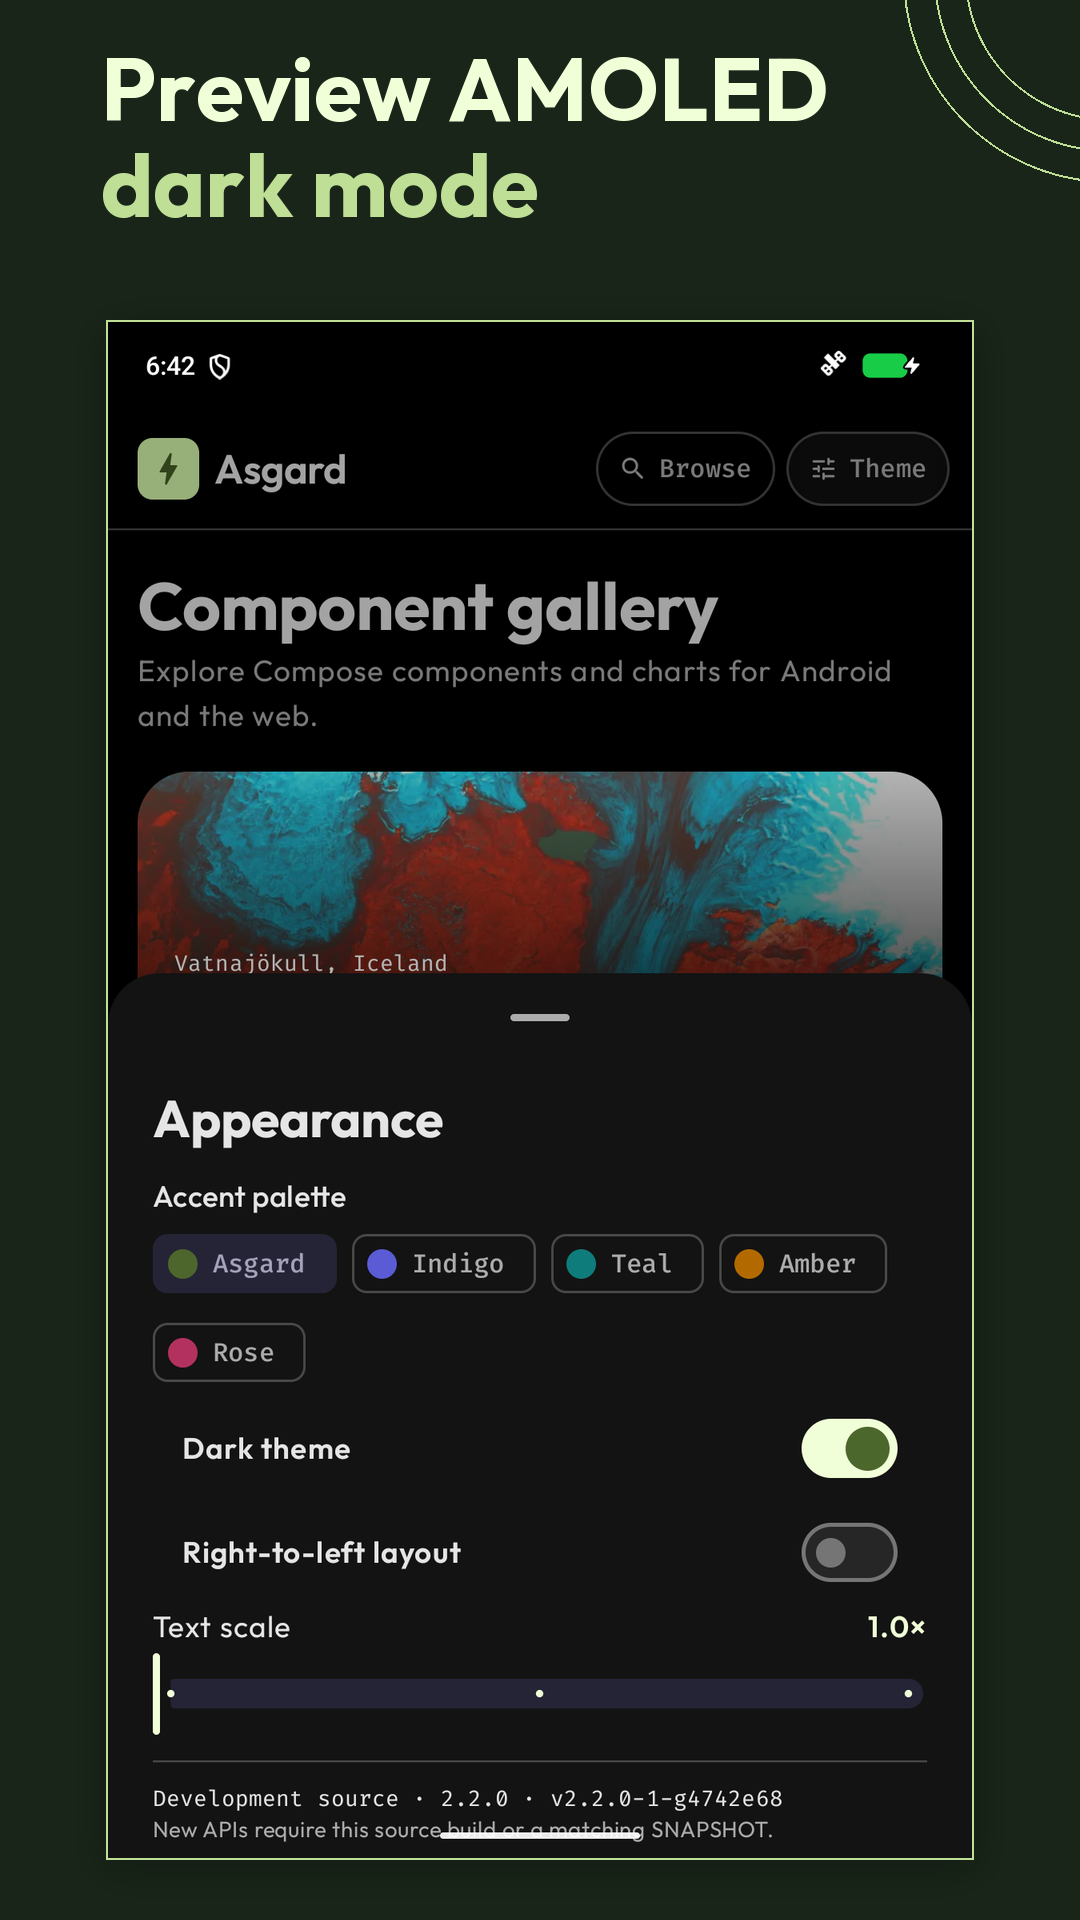 Preview AMOLED
dark mode
6:42
Asgard
Browse
Theme
Component gallery
Explore Compose components and charts for Android
and the web.
Vatnajökull, Iceland
Appearance
Accent palette
Asgard
Indigo
Teal
Amber
Rose
Dark theme
Right-to-left layout
Text scale
1.0×
Development source · 2.2.0 · v2.2.0-1-g4742e68
New APIs require this source build or a matching SNAPSHOT.